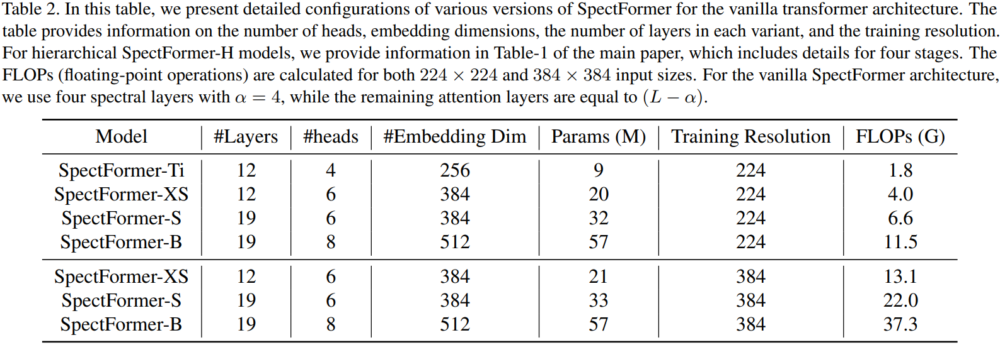 Table 2. In this table, we present detailed configurations of various versions of SpectFormer for the vanilla transformer architecture. The
table provides information on the number of heads, embedding dimensions, the number of layers in each variant, and the training resolution.
For hierarchical SpectFormer-H models, we provide information in Table-1 of the main paper, which includes details for four stages. The
FLOPs (floating-point operations) are calculated for both 224 × 224 and 384 × 384 input sizes. For the vanilla SpectFormer architecture,
we use four spectral layers with α = 4, while the remaining attention layers are equal to (L − α).
Model #Layers #heads #Embedding Dim Params (M) Training Resolution FLOPs (G)
SpectFormer-Ti 12 4 256 9 224 1.8
SpectFormer-XS 12 6 384 20 224 4.0
SpectFormer-S 19 6 384 32 224 6.6
SpectFormer-B 19 8 512 57 224 11.5
SpectFormer-XS 12 6 384 21 384 13.1
SpectFormer-S 19 6 384 33 384 22.0
SpectFormer-B 19 8 512 57 384 37.3